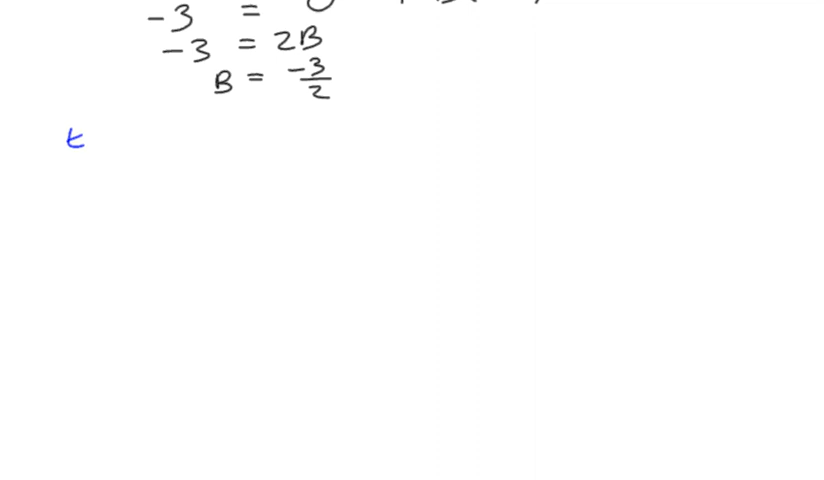 -3 =
-3 = 2B
B = -3/2
t